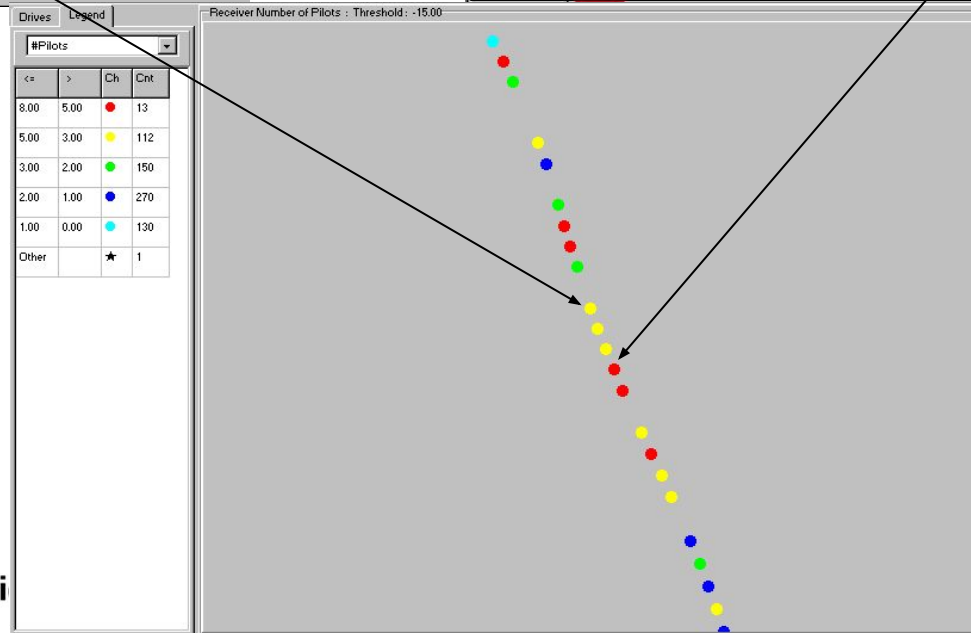 Receiver Number of Pilots : Threshold: -15.00
Drives Legend
#Pilots
<= > Ch Cnt
8.00 5.00 13
5.00 3.00 112
3.00 2.00 150
2.00 1.00 270
1.00 0.00 130
Other ★ 1